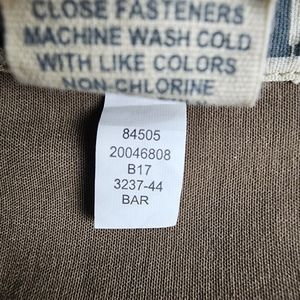 CLOSE FASTENERS
MACHINE WASH COLD
WITH LIKE COLORS
NON-CHLORINE
84505
20046808
B17
3237-44
BAR